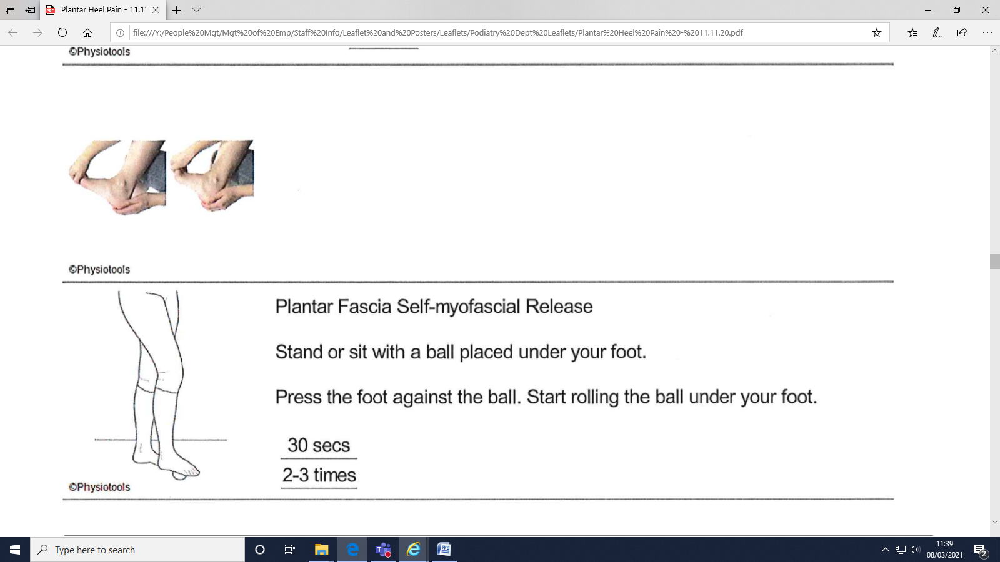 Plantar Heel Pain - 11.1
file:///Y:/People%20Mgt/Mgt%20of%20Emp/Staff%20Info/Leaflet%20and%20Posters/Leaflets/Podiatry%20Dept%20Leaflets/Plantar%20Heel%20Pain%20-%2011.11.20.pdf
©Physiotools
©Physiotools
Plantar Fascia Self-myofascial Release
Stand or sit with a ball placed under your foot.
Press the foot against the ball. Start rolling the ball under your foot.
30 secs
2-3 times
©Physiotools
Type here to search
11:39
08/03/2021
2